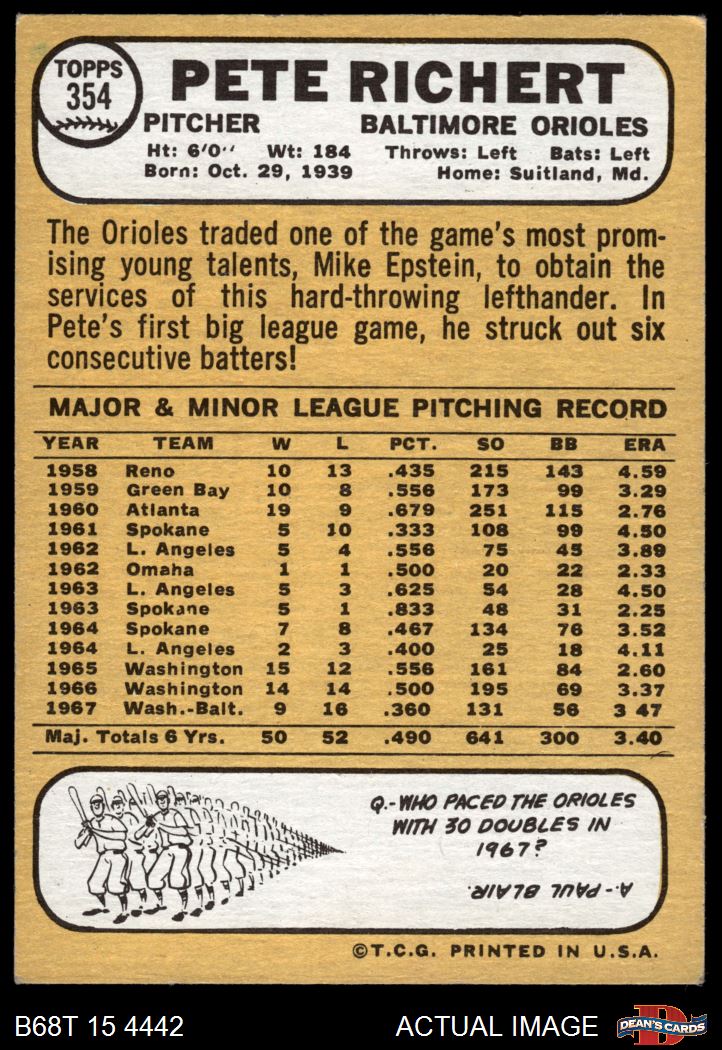 TOPPS
354
PETE RICHERT
PITCHER BALTIMORE ORIOLES
Ht: 6'0'' Wt: 184 Throws: Left Bats: Left
Born: Oct. 29, 1939 Home: Suitland, Md.
The Orioles traded one of the game's most prom-
ising young talents, Mike Epstein, to obtain the
services of this hard-throwing lefthander. In
Pete's first big league game, he struck out six
consecutive batters!
MAJOR & MINOR LEAGUE PITCHING RECORD
YEAR TEAM W L PCT. SO BB ERA
1958 Reno 10 13 .435 215 143 4.59
1959 Green Bay 10 8 .556 173 99 3.29
1960 Atlanta 19 9 .679 251 115 2.76
1961 Spokane 5 10 .333 108 99 4.50
1962 L. Angeles 5 4 .556 75 45 3.89
1962 Omaha 1 1 .500 20 22 2.33
1963 L. Angeles 5 3 .625 54 28 4.50
1963 Spokane 5 1 .833 48 31 2.25
1964 Spokane 7 8 .467 134 76 3.52
1964 L. Angeles 2 3 .400 25 18 4.11
1965 Washington 15 12 .556 161 84 2.60
1966 Washington 14 14 .500 195 69 3.37
1967 Wash.-Balt. 9 16 .360 131 56 3 47
Maj. Totals 6 Yrs. 50 52 .490 641 300 3.40
Q.-WHO PACED THE ORIOLES
WITH 30 DOUBLES IN
1967?
A.-PAUL BLAIR.
©T.C.G. PRINTED IN U.S.A.
B68T 15 4442 ACTUAL IMAGE D DEAN'S CARDS